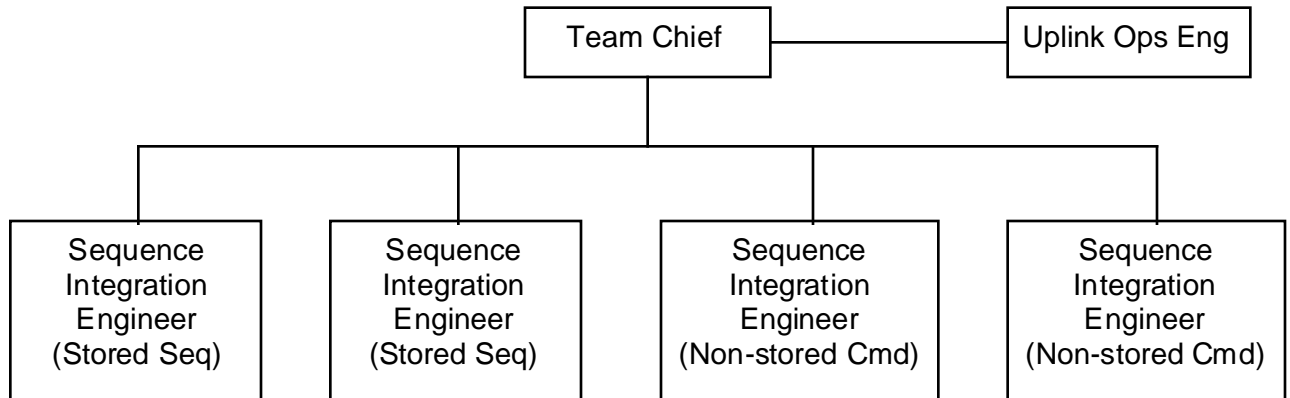 Team Chief
Uplink Ops Eng
Sequence
Integration
Engineer
(Stored Seq)
Sequence
Integration
Engineer
(Stored Seq)
Sequence
Integration
Engineer
(Non-stored Cmd)
Sequence
Integration
Engineer
(Non-stored Cmd)